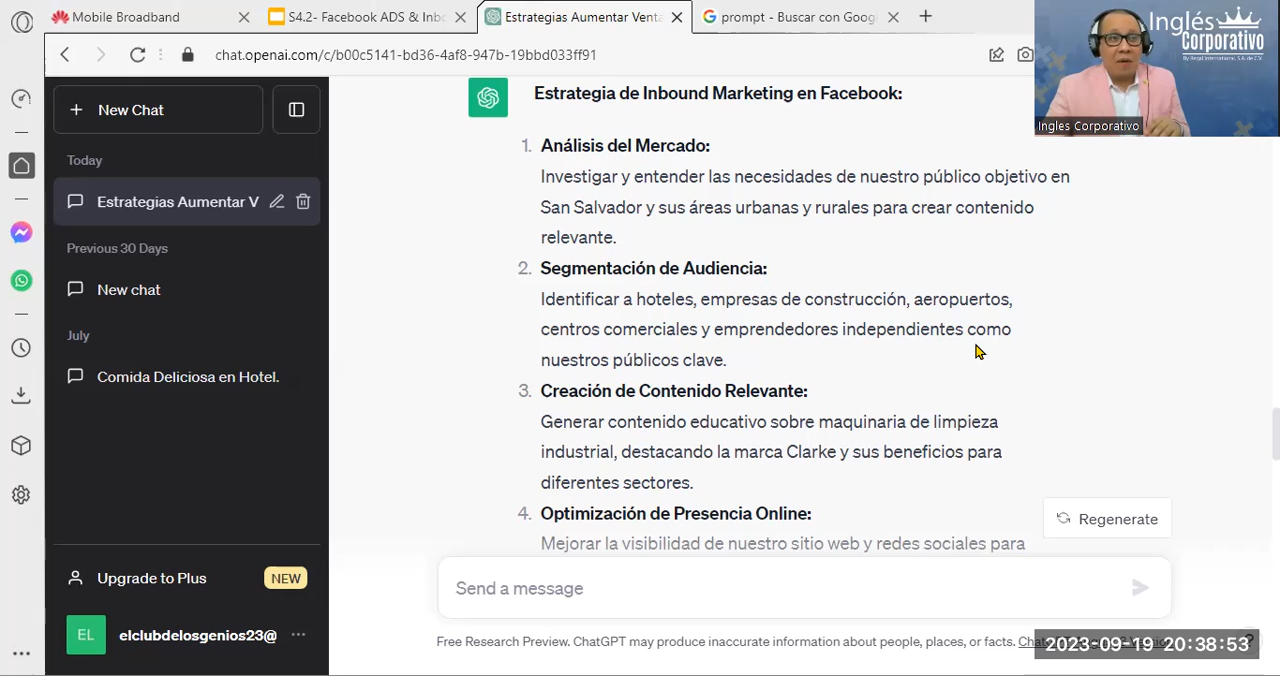 Mobile Broadband
S4.2- Facebook ADS & Inb
Estrategias Aumentar Venta
prompt - Buscar con Goog
chat.openai.com/c/b00c5141-bd36-4af8-947b-19bbd033ff91
Inglés
Corporativo
By Regal International, S.A. de C.V.
Ingles Corporativo
New Chat
Today
Estrategias Aumentar V
Previous 30 Days
New chat
July
Comida Deliciosa en Hotel.
Upgrade to Plus
NEW
EL
elclubdelosgenios23@
Estrategia de Inbound Marketing en Facebook:
1. Análisis del Mercado:
Investigar y entender las necesidades de nuestro público objetivo en
San Salvador y sus áreas urbanas y rurales para crear contenido
relevante.
2. Segmentación de Audiencia:
Identificar a hoteles, empresas de construcción, aeropuertos,
centros comerciales y emprendedores independientes como
nuestros públicos clave.
3. Creación de Contenido Relevante:
Generar contenido educativo sobre maquinaria de limpieza
industrial, destacando la marca Clarke y sus beneficios para
diferentes sectores.
4. Optimización de Presencia Online:
Mejorar la visibilidad de nuestro sitio web y redes sociales para
Regenerate
Send a message
Free Research Preview. ChatGPT may produce inaccurate information about people, places, or facts.
2023-09-19 20:38:53